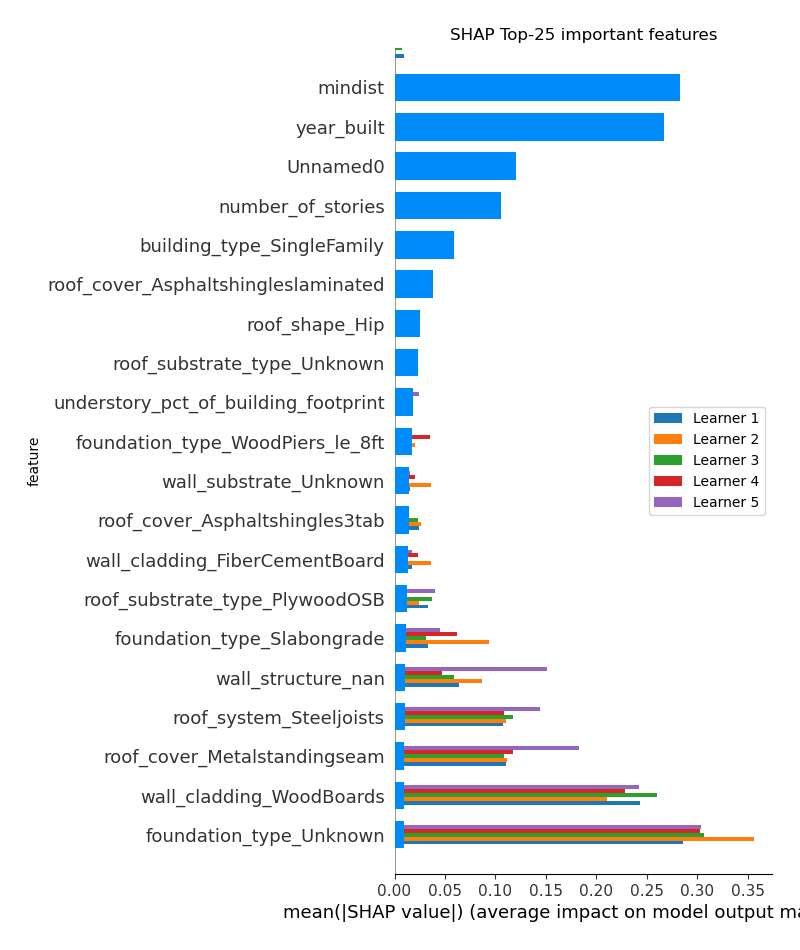 SHAP Top-25 important features
mindist
year_built
Unnamed0
number_of_stories
building_type_SingleFamily
roof_cover_Asphaltshingleslaminated
roof_shape_Hip
roof_substrate_type_Unknown
understory_pct_of_building_footprint
foundation_type_WoodPiers_le_8ft
wall_substrate_Unknown
roof_cover_Asphaltshingles3tab
wall_cladding_FiberCementBoard
roof_substrate_type_PlywoodOSB
foundation_type_Slabongrade
wall_structure_nan
roof_system_Steeljoists
roof_cover_Metalstandingseam
wall_cladding_WoodBoards
foundation_type_Unknown
feature
Learner 1
Learner 2
Learner 3
Learner 4
Learner 5
0.00 0.05 0.10 0.15 0.20 0.25 0.30 0.35
mean(|SHAP value|) (average impact on model output ma